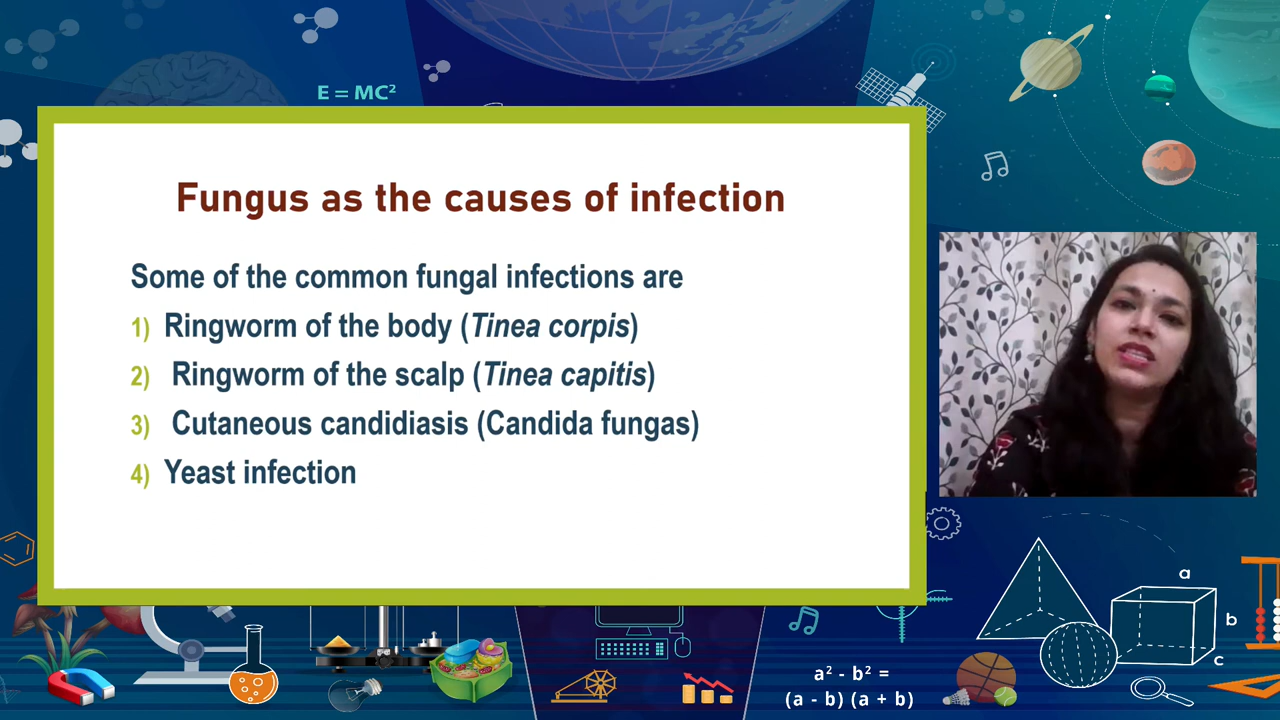 E = MC²
Fungus as the causes of infection
Some of the common fungal infections are
1) Ringworm of the body (Tinea corpis)
2) Ringworm of the scalp (Tinea capitis)
3) Cutaneous candidiasis (Candida fungas)
4) Yeast infection
a
b
c
a² - b² =
(a - b) (a + b)